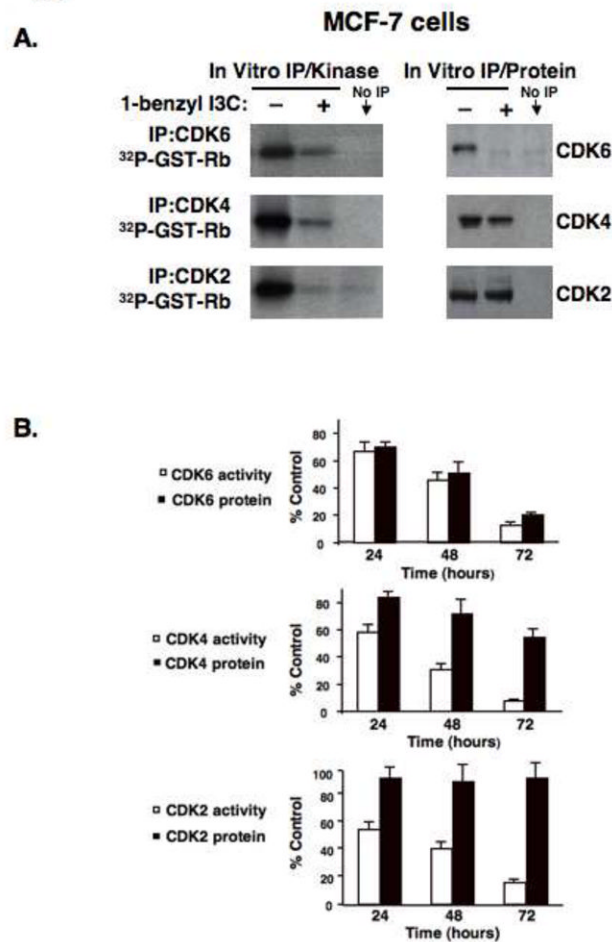 MCF-7 cells
A.
In Vitro IP/Kinase In Vitro IP/Protein
1-benzyl I3C: − + No IP − + No IP
IP:CDK6
32P-GST-Rb
CDK6
IP:CDK4
32P-GST-Rb
CDK4
IP:CDK2
32P-GST-Rb
CDK2
B.
CDK6 activity
CDK6 protein
% Control
80
60
40
20
0
24 48 72
Time (hours)
CDK4 activity
CDK4 protein
% Control
80
60
40
20
0
24 48 72
Time (hours)
CDK2 activity
CDK2 protein
% Control
100
80
60
40
20
0
24 48 72
Time (hours)